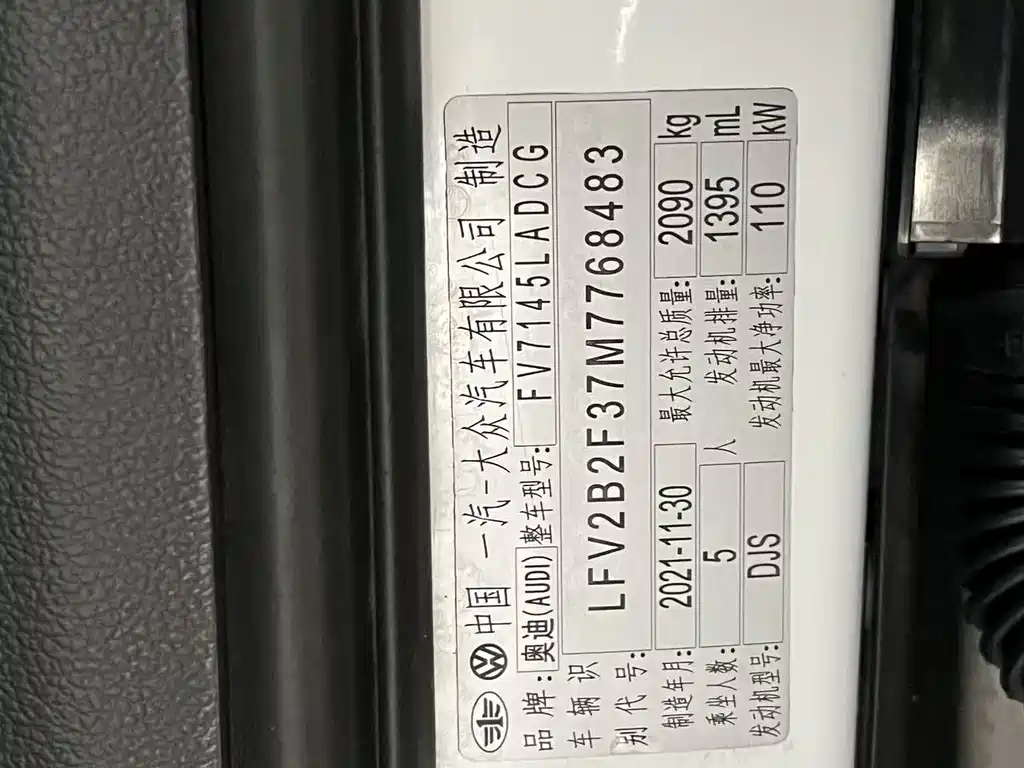 中国 一汽-大众汽车有限公司 制造
品牌: 奥迪(AUDI) 整车型号: FV7145LADCG
车辆识别代号: LFV2B2F37M7768483
制造年月: 2021-11-30 最大允许总质量: 2090 kg
乘坐人数: 5 人 发动机排量: 1395 mL
发动机型号: DJS 发动机最大净功率: 110 kW